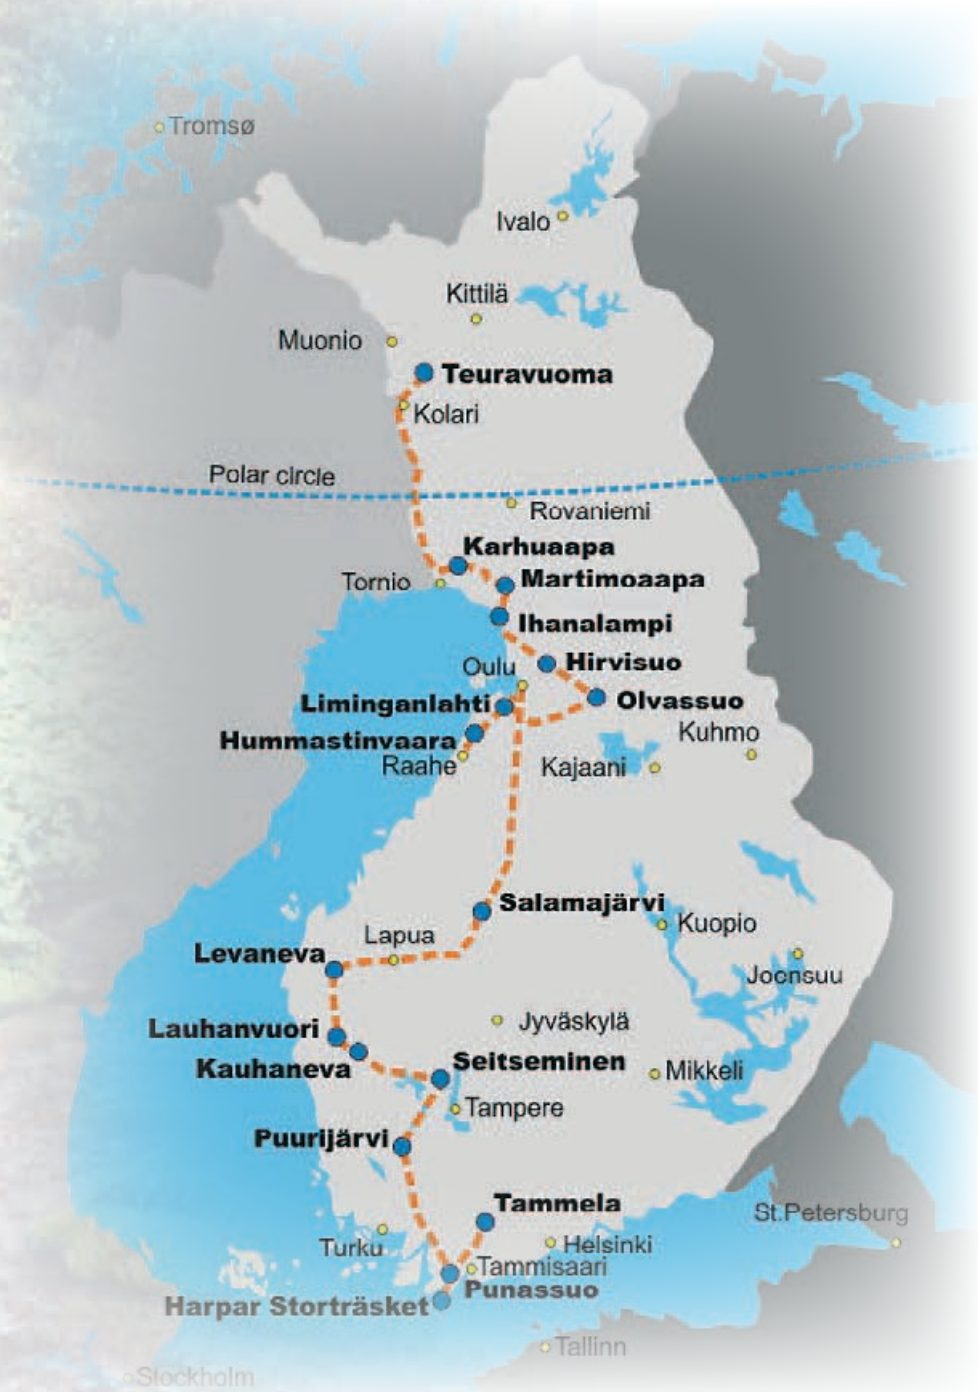 Tromsø
Ivalo
Kittilä
Muonio
Teuravuoma
Kolari
Polar circle
Rovaniemi
Karhuaapa
Tornio
Martimoaapa
Ihanalampi
Oulu
Hirvisuo
Liminganlahti
Olvassuo
Hummastinvaara
Kuhmo
Raahe
Kajaani
Salamajärvi
Kuopio
Lapua
Levaneva
Joensuu
Lauhanvuori
Jyväskylä
Kauhaneva
Seitseminen
Mikkeli
Tampere
Puurijärvi
Tammela
St.Petersburg
Turku
Helsinki
Tammisaari
Punassuo
Harpar Storträsket
Tallinn
Stockholm